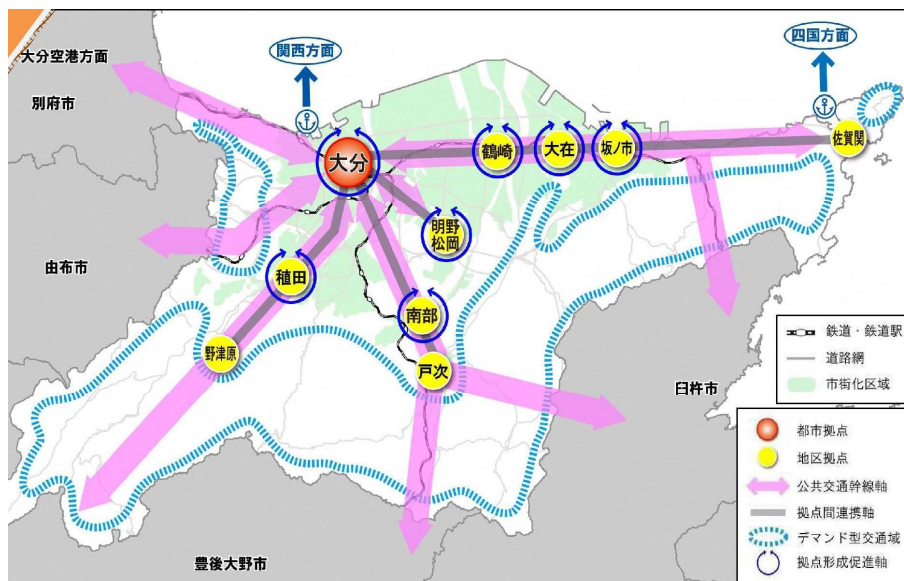 大分空港方面
別府市
関西方面
四国方面
大分
鶴崎
大在
坂ノ市
佐賀関
明野
松岡
由布市
稙田
南部
野津原
戸次
臼杵市
豊後大野市
鉄道・鉄道駅
道路網
市街化区域
都市拠点
地区拠点
公共交通幹線軸
拠点間連携軸
デマンド型交通域
拠点形成促進軸